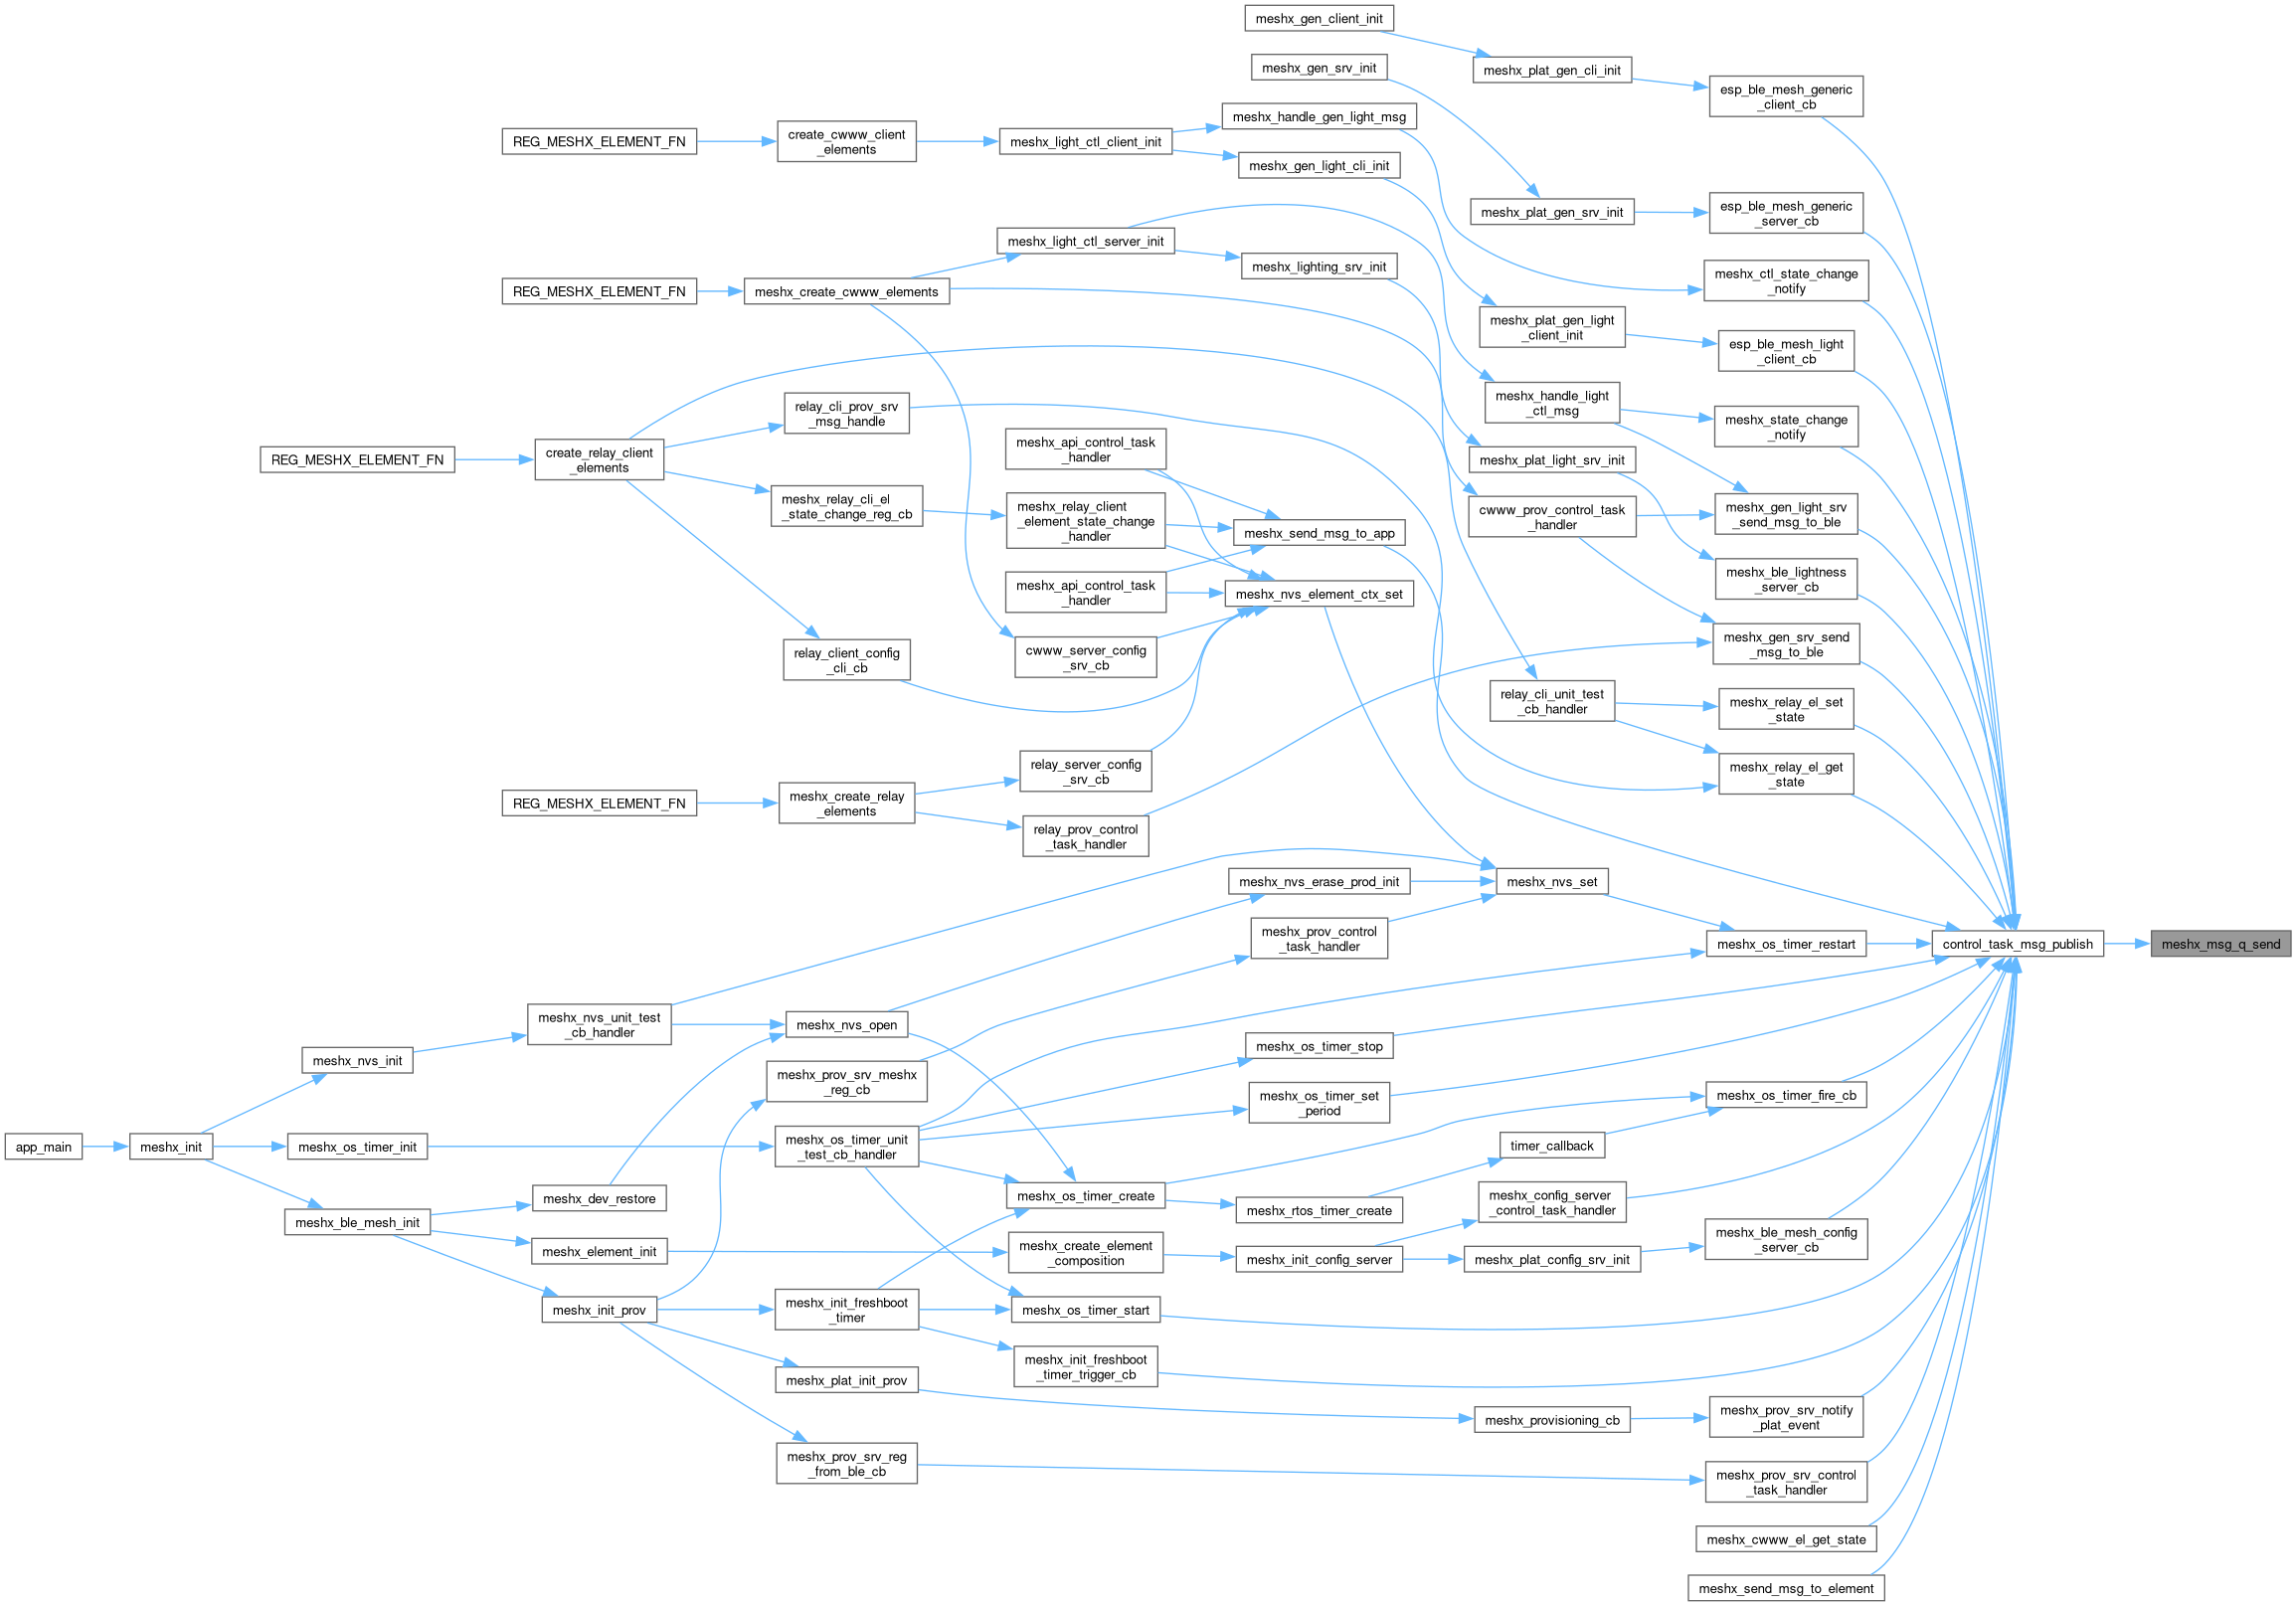 meshx_gen_client_init
meshx_gen_srv_init
meshx_plat_gen_cli_init
esp_ble_mesh_generic
_client_cb
meshx_handle_gen_light_msg
REG_MESHX_ELEMENT_FN
create_cwww_client
_elements
meshx_light_ctl_client_init
meshx_gen_light_cli_init
meshx_plat_gen_srv_init
esp_ble_mesh_generic
_server_cb
meshx_light_ctl_server_init
meshx_lighting_srv_init
meshx_ctl_state_change
_notify
REG_MESHX_ELEMENT_FN
meshx_create_cwww_elements
meshx_plat_gen_light
_client_init
esp_ble_mesh_light
_client_cb
relay_cli_prov_srv
_msg_handle
meshx_handle_light
_ctl_msg
meshx_state_change
_notify
REG_MESHX_ELEMENT_FN
create_relay_client
_elements
meshx_api_control_task
_handler
meshx_plat_light_srv_init
meshx_relay_cli_el
_state_change_reg_cb
meshx_relay_client
_element_state_change
_handler
meshx_send_msg_to_app
cwww_prov_control_task
_handler
meshx_gen_light_srv
_send_msg_to_ble
meshx_api_control_task
_handler
meshx_nvs_element_ctx_set
meshx_ble_lightness
_server_cb
relay_client_config
_cli_cb
cwww_server_config
_srv_cb
meshx_gen_srv_send
_msg_to_ble
relay_cli_unit_test
_cb_handler
meshx_relay_el_set
_state
relay_server_config
_srv_cb
meshx_relay_el_get
_state
REG_MESHX_ELEMENT_FN
meshx_create_relay
_elements
relay_prov_control
_task_handler
meshx_nvs_erase_prod_init
meshx_nvs_set
meshx_prov_control
_task_handler
meshx_os_timer_restart
control_task_msg_publish
meshx_msg_q_send
meshx_nvs_unit_test
_cb_handler
meshx_nvs_open
meshx_nvs_init
meshx_os_timer_stop
meshx_prov_srv_meshx
_reg_cb
meshx_os_timer_set
_period
meshx_os_timer_fire_cb
app_main
meshx_init
meshx_os_timer_init
meshx_os_timer_unit
_test_cb_handler
timer_callback
meshx_dev_restore
meshx_os_timer_create
meshx_rtos_timer_create
meshx_config_server
_control_task_handler
meshx_ble_mesh_init
meshx_element_init
meshx_create_element
_composition
meshx_init_config_server
meshx_plat_config_srv_init
meshx_ble_mesh_config
_server_cb
meshx_init_prov
meshx_init_freshboot
_timer
meshx_os_timer_start
meshx_plat_init_prov
meshx_init_freshboot
_timer_trigger_cb
meshx_provisioning_cb
meshx_prov_srv_notify
_plat_event
meshx_prov_srv_reg
_from_ble_cb
meshx_prov_srv_control
_task_handler
meshx_cwww_el_get_state
meshx_send_msg_to_element